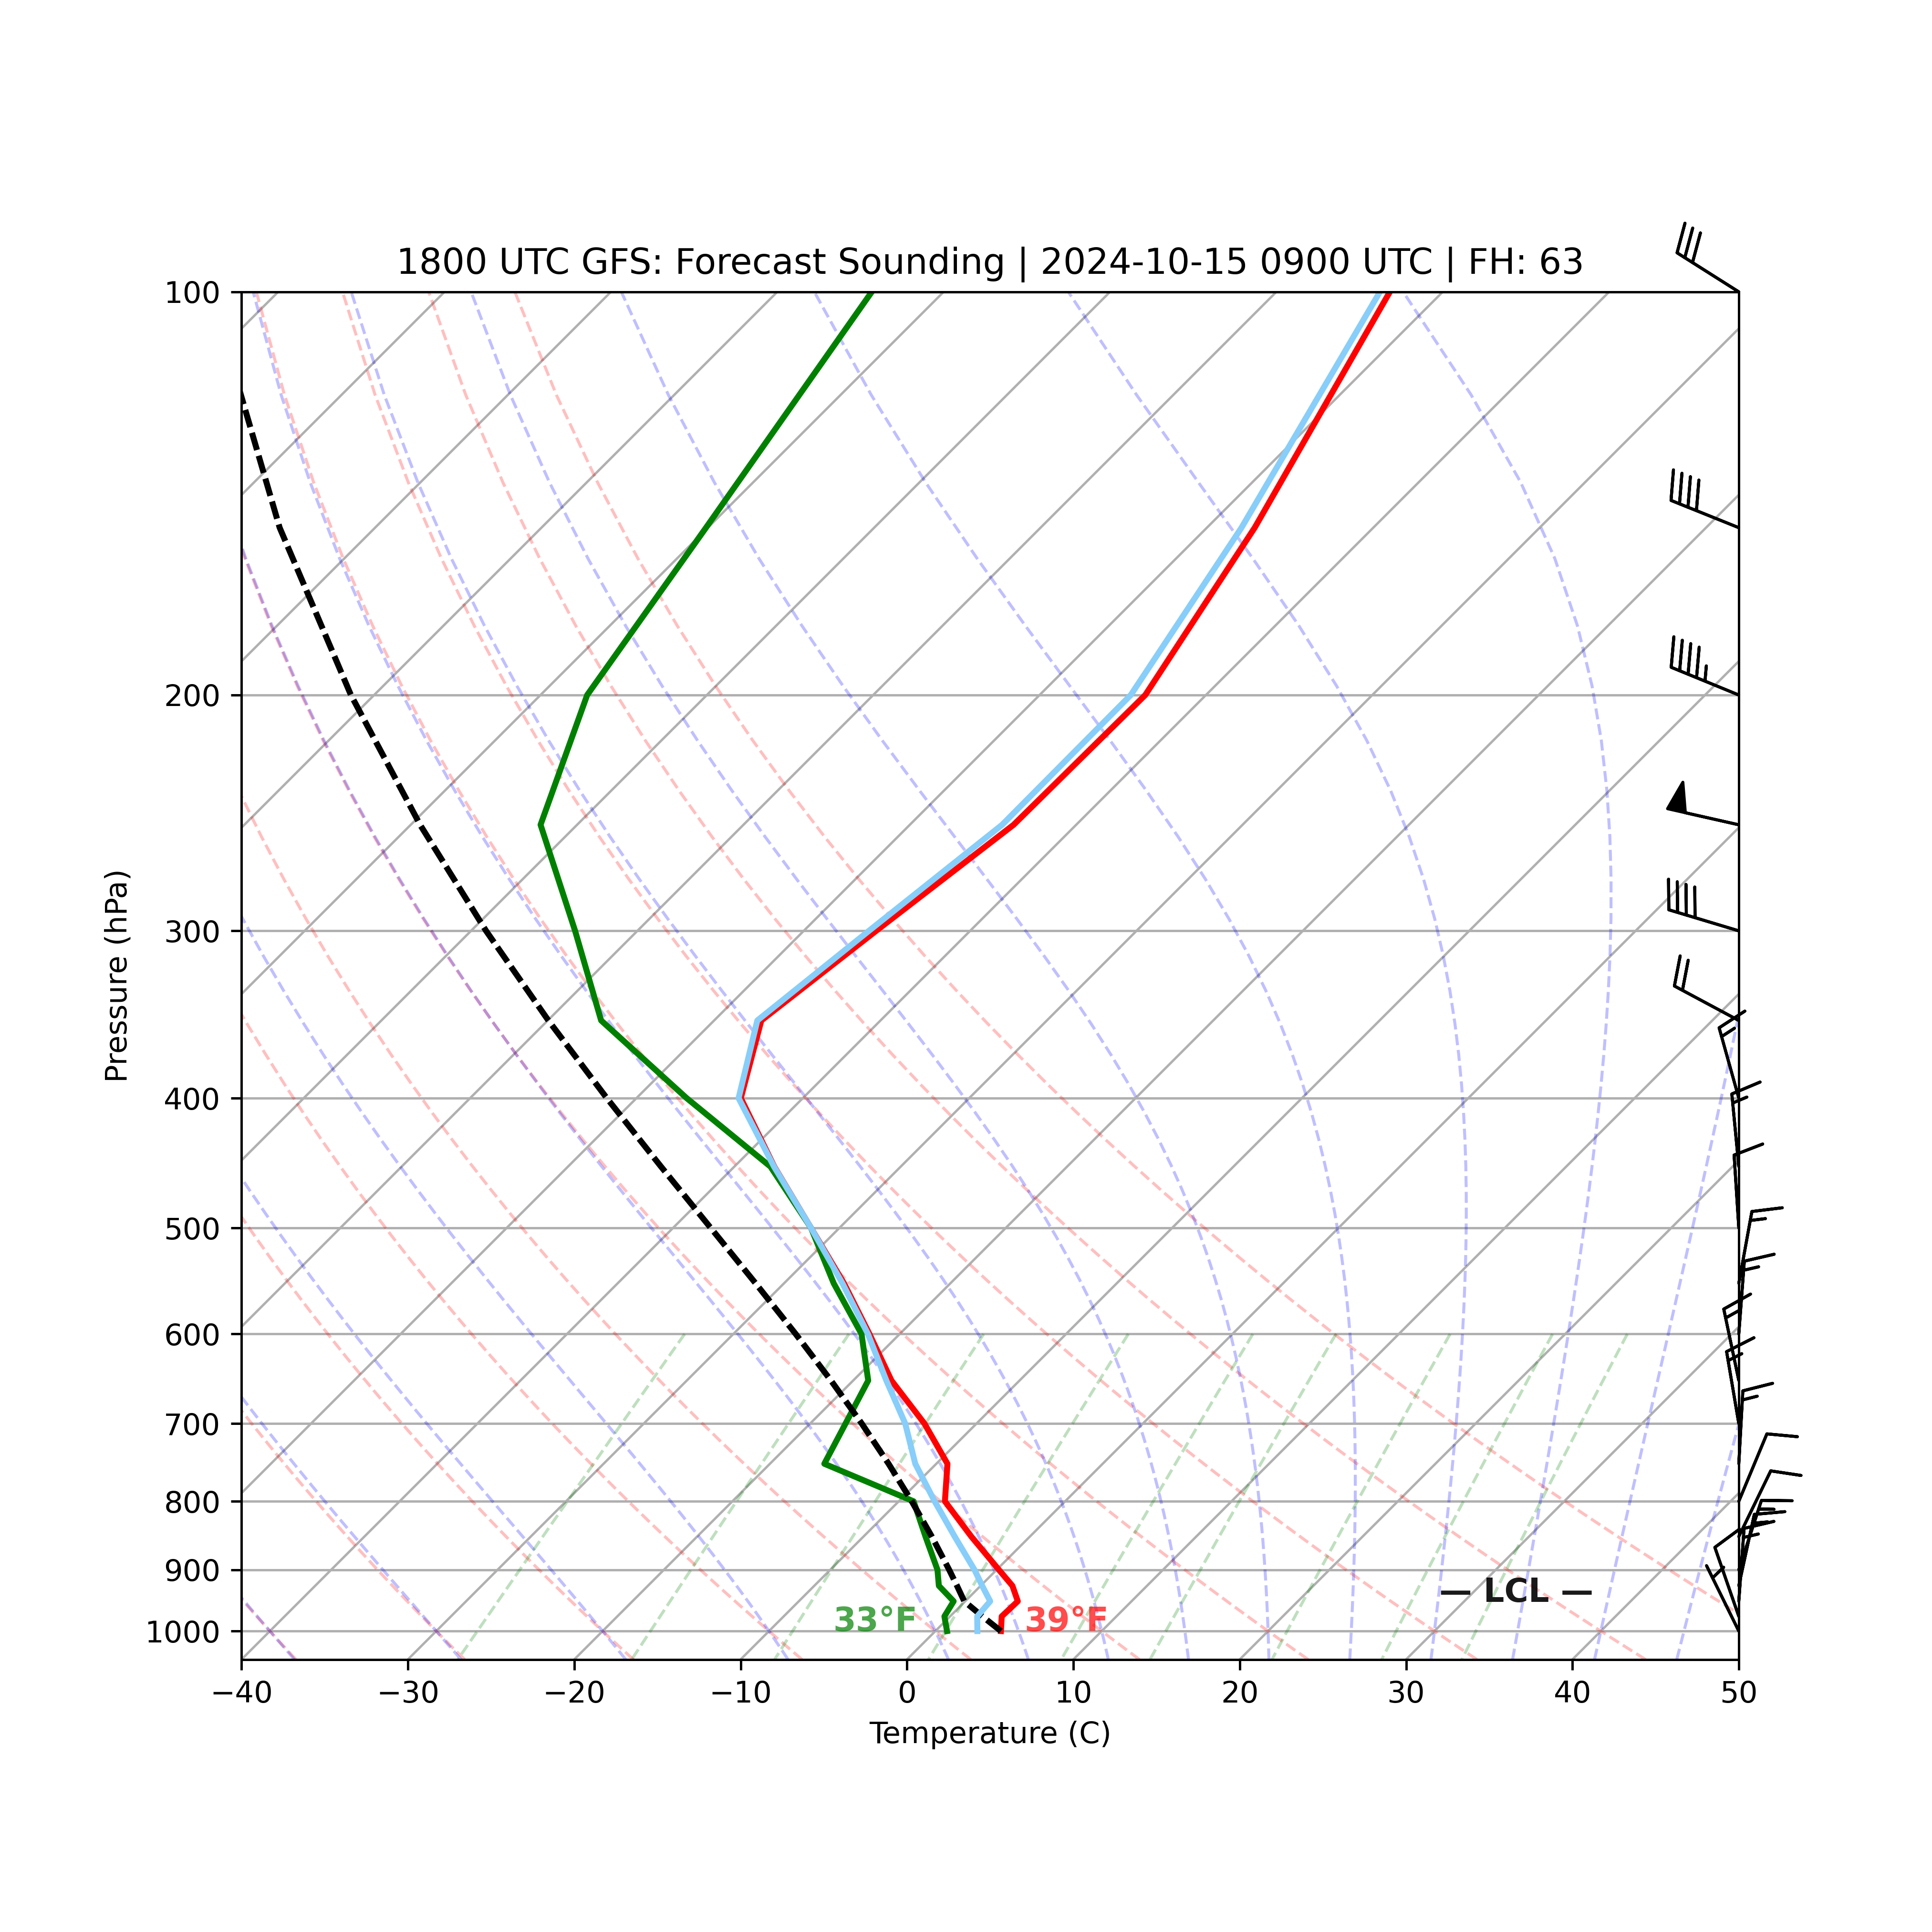 1800 UTC GFS: Forecast Sounding | 2024-10-15 0900 UTC | FH: 63
100
200
300
400
500
600
700
800
900
1000
Pressure (hPa)
— LCL —
33°F
39°F
−40 −30 −20 −10 0 10 20 30 40 50
Temperature (C)